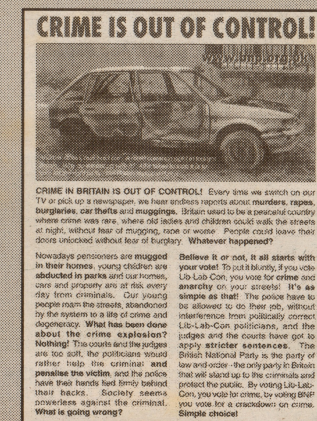 CRIME IS OUT OF CONTROL!
www.bnp.org.uk
CRIME IN BRITAIN IS OUT OF CONTROL! Every time we switch on our
TV or pick up a newspaper, we hear endless reports about murders, rapes,
burglaries, car thefts and muggings. Britain used to be a peaceful country
where crime was rare, where old ladies and children could walk the streets
at night, without fear of mugging, rape or worse. People could leave their
doors unlocked without fear of burglary. Whatever happened?
Nowadays pensioners are mugged
in their homes, young children are
abducted in parks and our homes,
cars and property are at risk every
day from criminals. Our young
people roam the streets, abandoned
by the system to a life of crime and
degeneracy. What has been done
about the crime explosion?
Nothing! The courts and the judges
are too soft, the politicians would
rather help the criminal and
penalise the victim, and the police
have their hands tied firmly behind
their backs. Society seems
powerless against the criminal.
What is going wrong?
Believe it or not, it all starts with
your vote! To put it bluntly, if you vote
Lib-Lab-Con, you vote for crime and
anarchy on your streets! It's as
simple as that! The police have to
be allowed to do their job, without
interference from politically correct
Lib-Lab-Con politicians, and the
judges and the courts have got to
apply stricter sentences. The
British National Party is the party of
law and order - the only party in Britain
that will stand up to the criminals and
protect the public. By voting Lib-Lab-
Con, you vote for crime, by voting BNP
you vote for a crackdown on crime.
Simple choice!